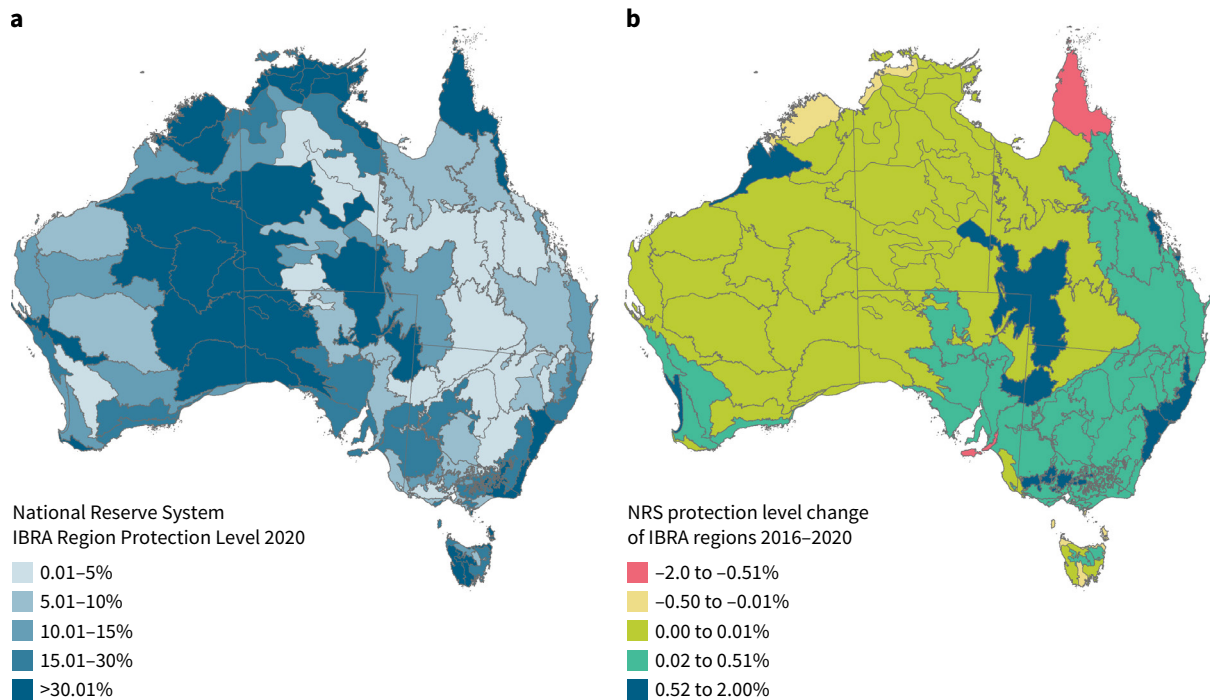 a
National Reserve System
IBRA Region Protection Level 2020
0.01–5%
5.01–10%
10.01–15%
15.01–30%
>30.01%
b
NRS protection level change
of IBRA regions 2016–2020
–2.0 to –0.51%
–0.50 to –0.01%
0.00 to 0.01%
0.02 to 0.51%
0.52 to 2.00%